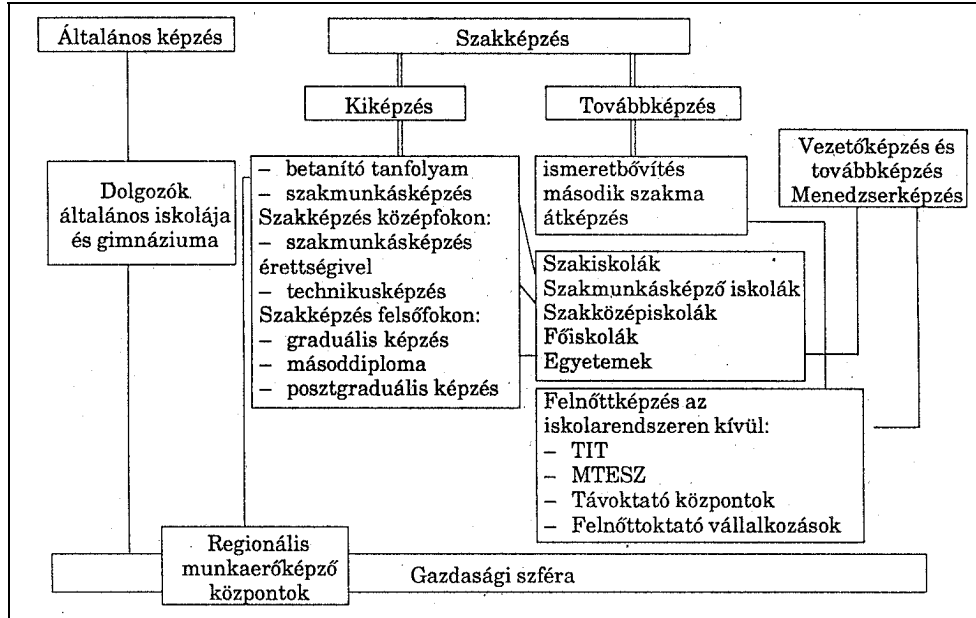 Általános képzés
Szakképzés
Kiképzés
Továbbképzés
Vezetőképzés és
továbbképzés
Menedzserképzés
Dolgozók
általános iskolája
és gimnáziuma
– betanító tanfolyam
– szakmunkásképzés
Szakképzés középfokon:
– szakmunkásképzés
érettségivel
– technikusképzés
Szakképzés felsőfokon:
– graduális képzés
– másoddiploma
– posztgraduális képzés
ismeretbővítés
második szakma
átképzés
Szakiskolák
Szakmunkásképző iskolák
Szakközépiskolák
Főiskolák
Egyetemek
Felnőttképzés az
iskolarendszeren kívül:
– TIT
– MTESZ
– Távoktató központok
– Felnőttoktató vállalkozások
Regionális
munkaerőképző
központok
Gazdasági szféra